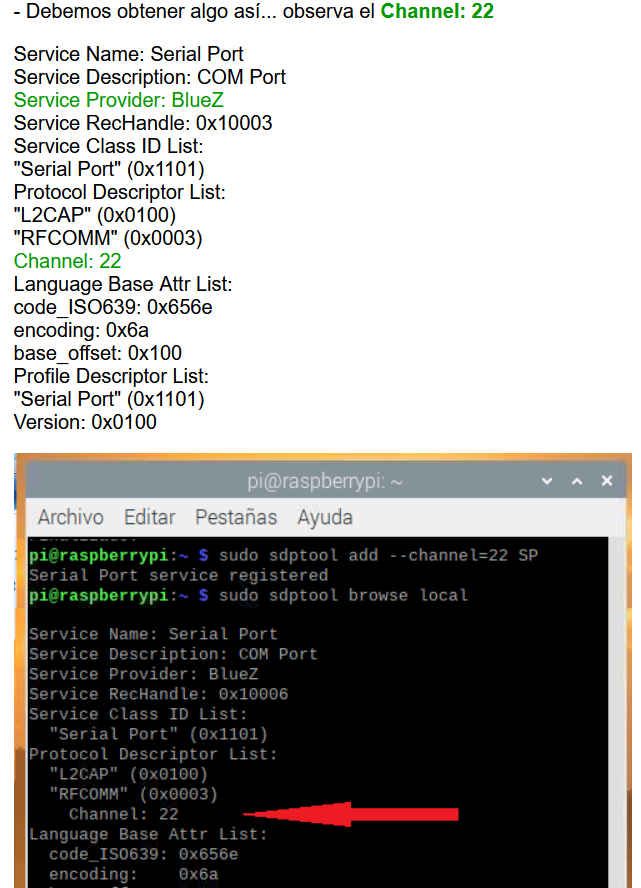 - Debemos obtener algo así... observa el Channel: 22
Service Name: Serial Port
Service Description: COM Port
Service Provider: BlueZ
Service RecHandle: 0x10003
Service Class ID List:
"Serial Port" (0x1101)
Protocol Descriptor List:
"L2CAP" (0x0100)
"RFCOMM" (0x0003)
Channel: 22
Language Base Attr List:
code_ISO639: 0x656e
encoding: 0x6a
base_offset: 0x100
Profile Descriptor List:
"Serial Port" (0x1101)
Version: 0x0100
pi@raspberrypi: ~
Archivo Editar Pestañas Ayuda
pi@raspberrypi:~ $ sudo sdptool add --channel=22 SP
Serial Port service registered
pi@raspberrypi:~ $ sudo sdptool browse local
Service Name: Serial Port
Service Description: COM Port
Service Provider: BlueZ
Service RecHandle: 0x10006
Service Class ID List:
"Serial Port" (0x1101)
Protocol Descriptor List:
"L2CAP" (0x0100)
"RFCOMM" (0x0003)
Channel: 22
Language Base Attr List:
code_ISO639: 0x656e
encoding: 0x6a